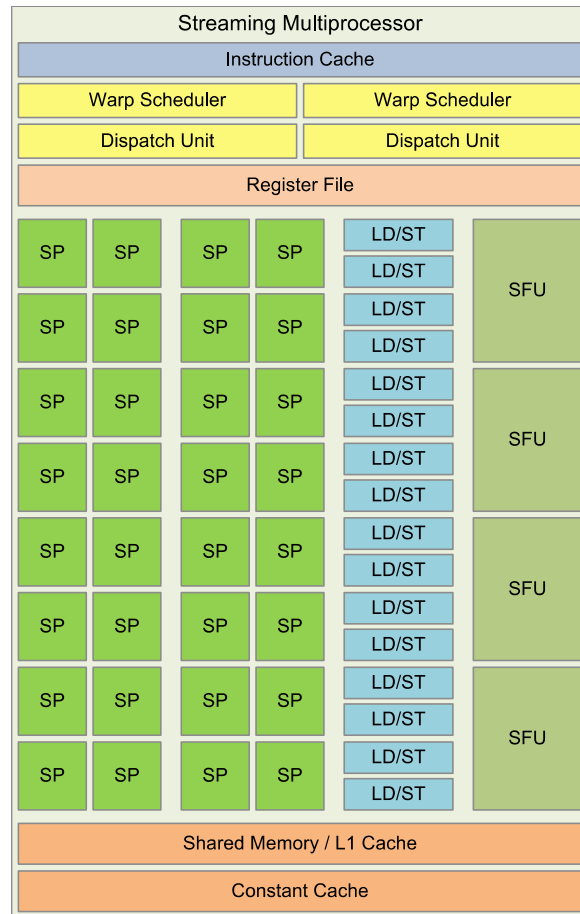 Streaming Multiprocessor
Instruction Cache
Warp Scheduler Warp Scheduler
Dispatch Unit Dispatch Unit
Register File
SP SP SP SP LD/ST SFU
LD/ST
SP SP SP SP LD/ST
LD/ST
SP SP SP SP LD/ST SFU
LD/ST
SP SP SP SP LD/ST
LD/ST
SP SP SP SP LD/ST SFU
LD/ST
SP SP SP SP LD/ST
LD/ST
SP SP SP SP LD/ST SFU
LD/ST
SP SP SP SP LD/ST
LD/ST
Shared Memory / L1 Cache
Constant Cache